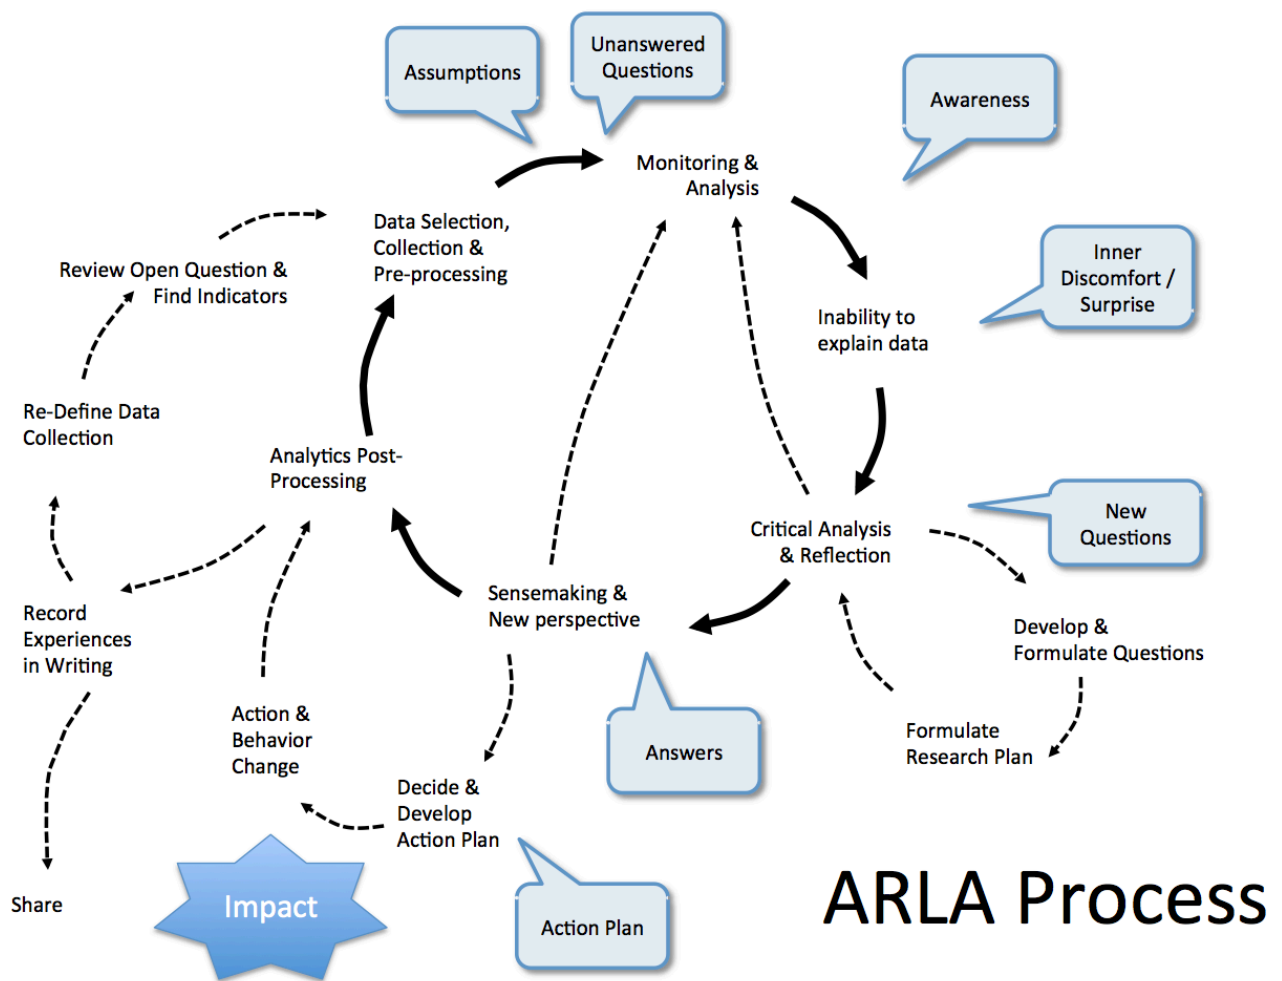 Assumptions
Unanswered
Questions
Awareness
Monitoring &
Analysis
Data Selection,
Collection &
Pre-processing
Review Open Question &
Find Indicators
Inner
Discomfort /
Surprise
Inability to
explain data
Re-Define Data
Collection
Analytics Post-
Processing
New
Questions
Critical Analysis
& Reflection
Sensemaking &
New perspective
Record
Experiences
in Writing
Develop &
Formulate Questions
Action &
Behavior
Change
Answers
Formulate
Research Plan
Decide &
Develop
Action Plan
Share
Impact
Action Plan
ARLA Process